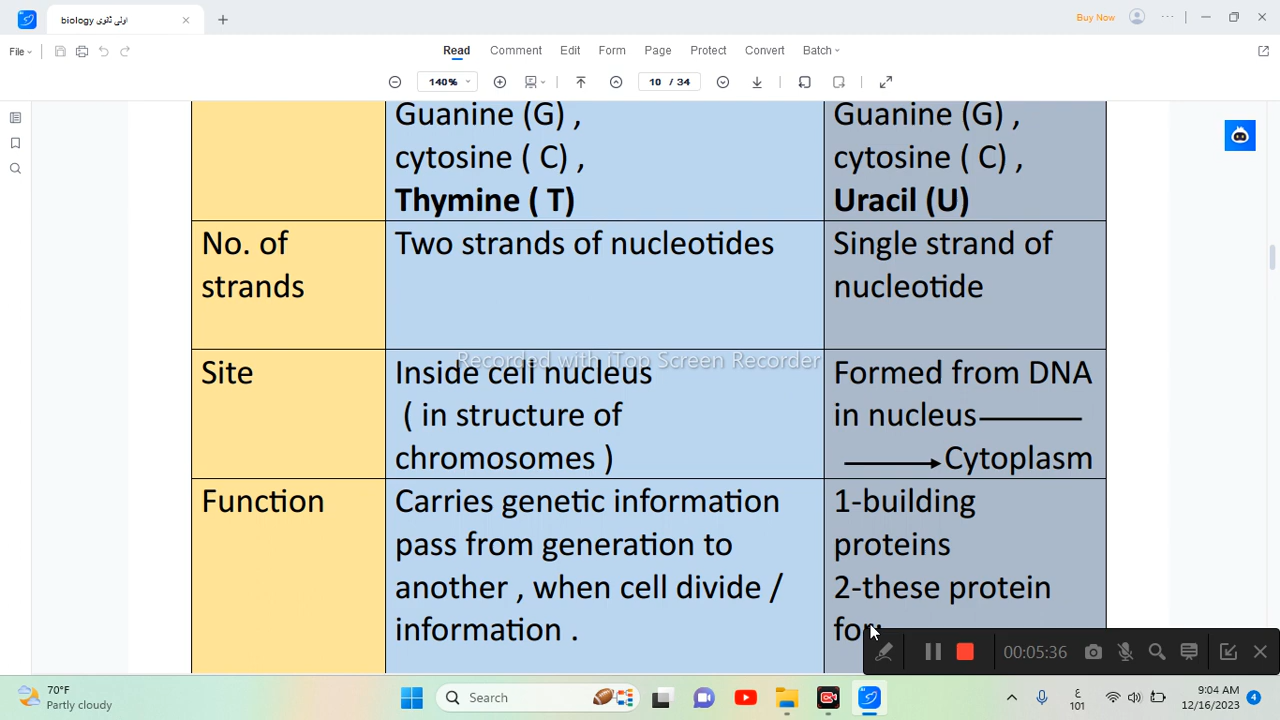 biology اولى ثانوى
Buy Now
File
Read Comment Edit Form Page Protect Convert Batch
140% 10 / 34
Guanine (G) ,
cytosine ( C) ,
Thymine ( T)
Guanine (G) ,
cytosine ( C) ,
Uracil (U)
No. of
strands
Two strands of nucleotides
Single strand of
nucleotide
Recorded with iTop Screen Recorder
Site
Inside cell nucleus
( in structure of
chromosomes )
Formed from DNA
in nucleus
Cytoplasm
Function
Carries genetic information
pass from generation to
another , when cell divide /
information .
1-building
proteins
2-these protein
00:05:36
70°F
Partly cloudy
Search
ع
101
9:04 AM
12/16/2023
4